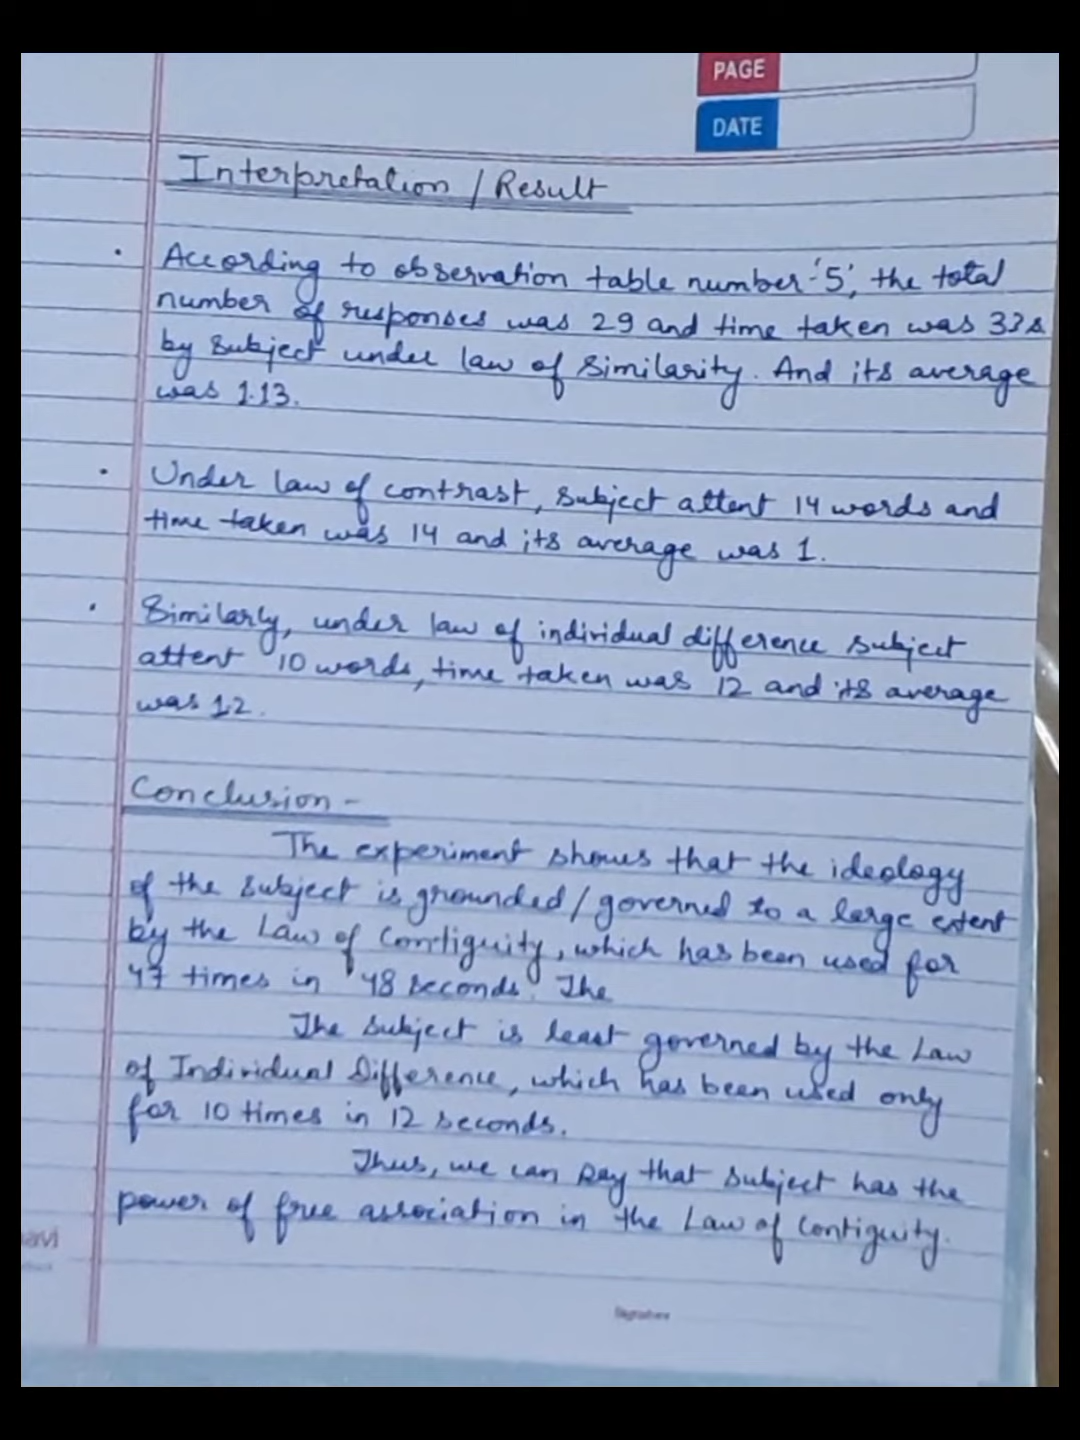 PAGE
DATE
Interpretation / Result
. According to observation table number '5', the total
number of responses was 29 and time taken was 33s
by subject under law of similarity. And its average
was 1.13.
. Under law of contrast, subject attent 14 words and
time taken was 14 and its average was 1.
. Similarly, under law of individual difference subject
attent 10 words, time taken was 12 and its average
was 1.2.
Conclusion -
The experiment shows that the ideology
of the subject is grounded / governed to a large extent
by the Law of Contiguity, which has been used for
47 times in 48 seconds. The
The subject is least governed by the Law
of Individual Difference, which has been used only
for 10 times in 12 seconds.
Thus, we can say that subject has the
power of free association in the Law of Contiguity.
Signature